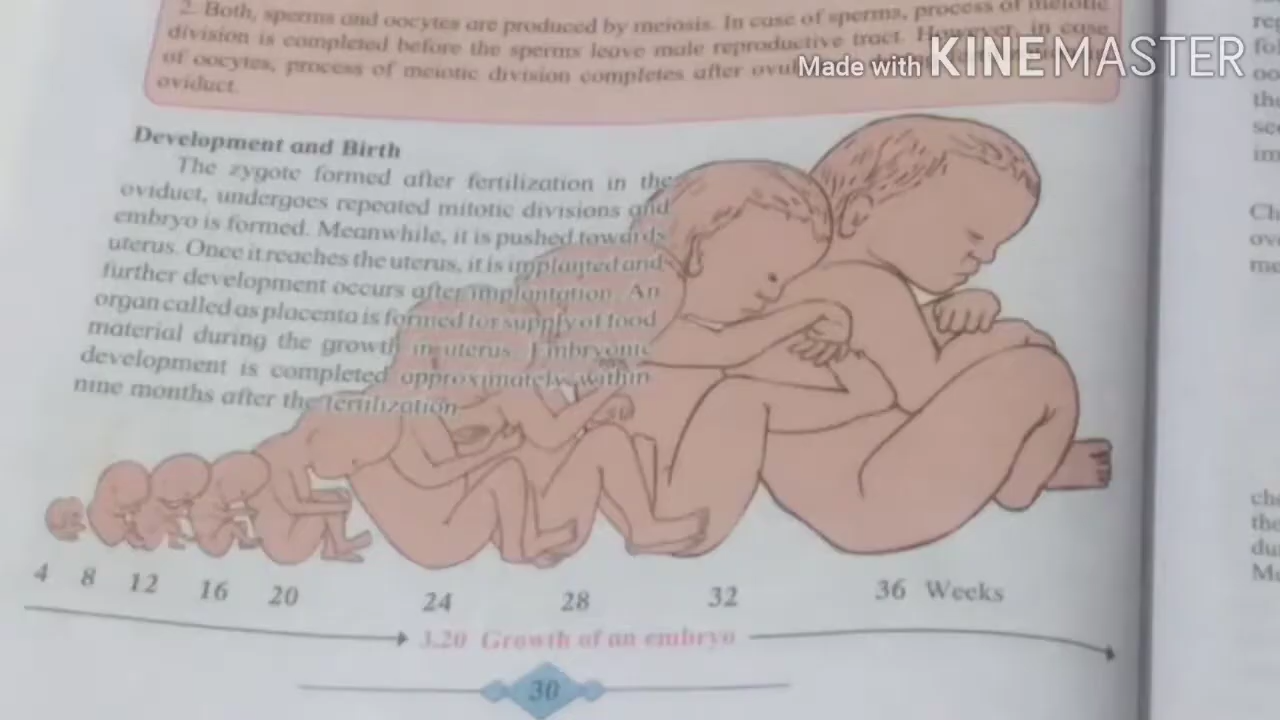 2. Both, sperms and oocytes are produced by meiosis. In case of sperms, process of meiotic
division is completed before the sperms leave male reproductive tract. However, in case
of oocytes, process of meiotic division completes after
oviduct.
Made with KINEMASTER
Development and Birth
The zygote formed after fertilization in the
oviduct, undergoes repeated mitotic divisions and
embryo is formed. Meanwhile, it is pushed towards
uterus. Once it reaches the uterus, it is implanted and
further development occurs after implantation. An
organ called as placenta is formed for supply of food
material during the growth in uterus. Embryonic
development is completed approximately within
nine months after the fertilization
4 8 12 16 20 24 28 32 36 Weeks
3.20 Growth of an embryo
30